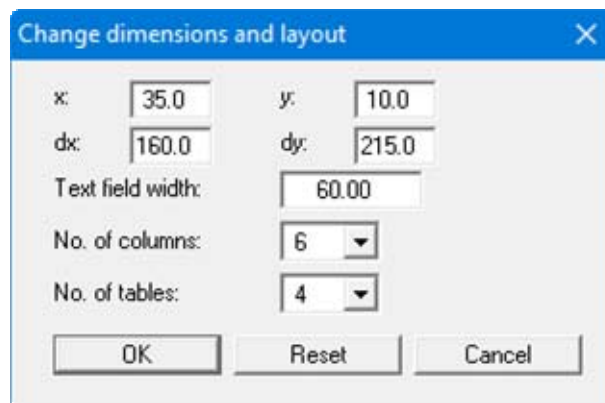 Change dimensions and layout
x: 35.0 y: 10.0
dx: 160.0 dy: 215.0
Text field width: 60.00
No. of columns: 6
No. of tables: 4
OK Reset Cancel